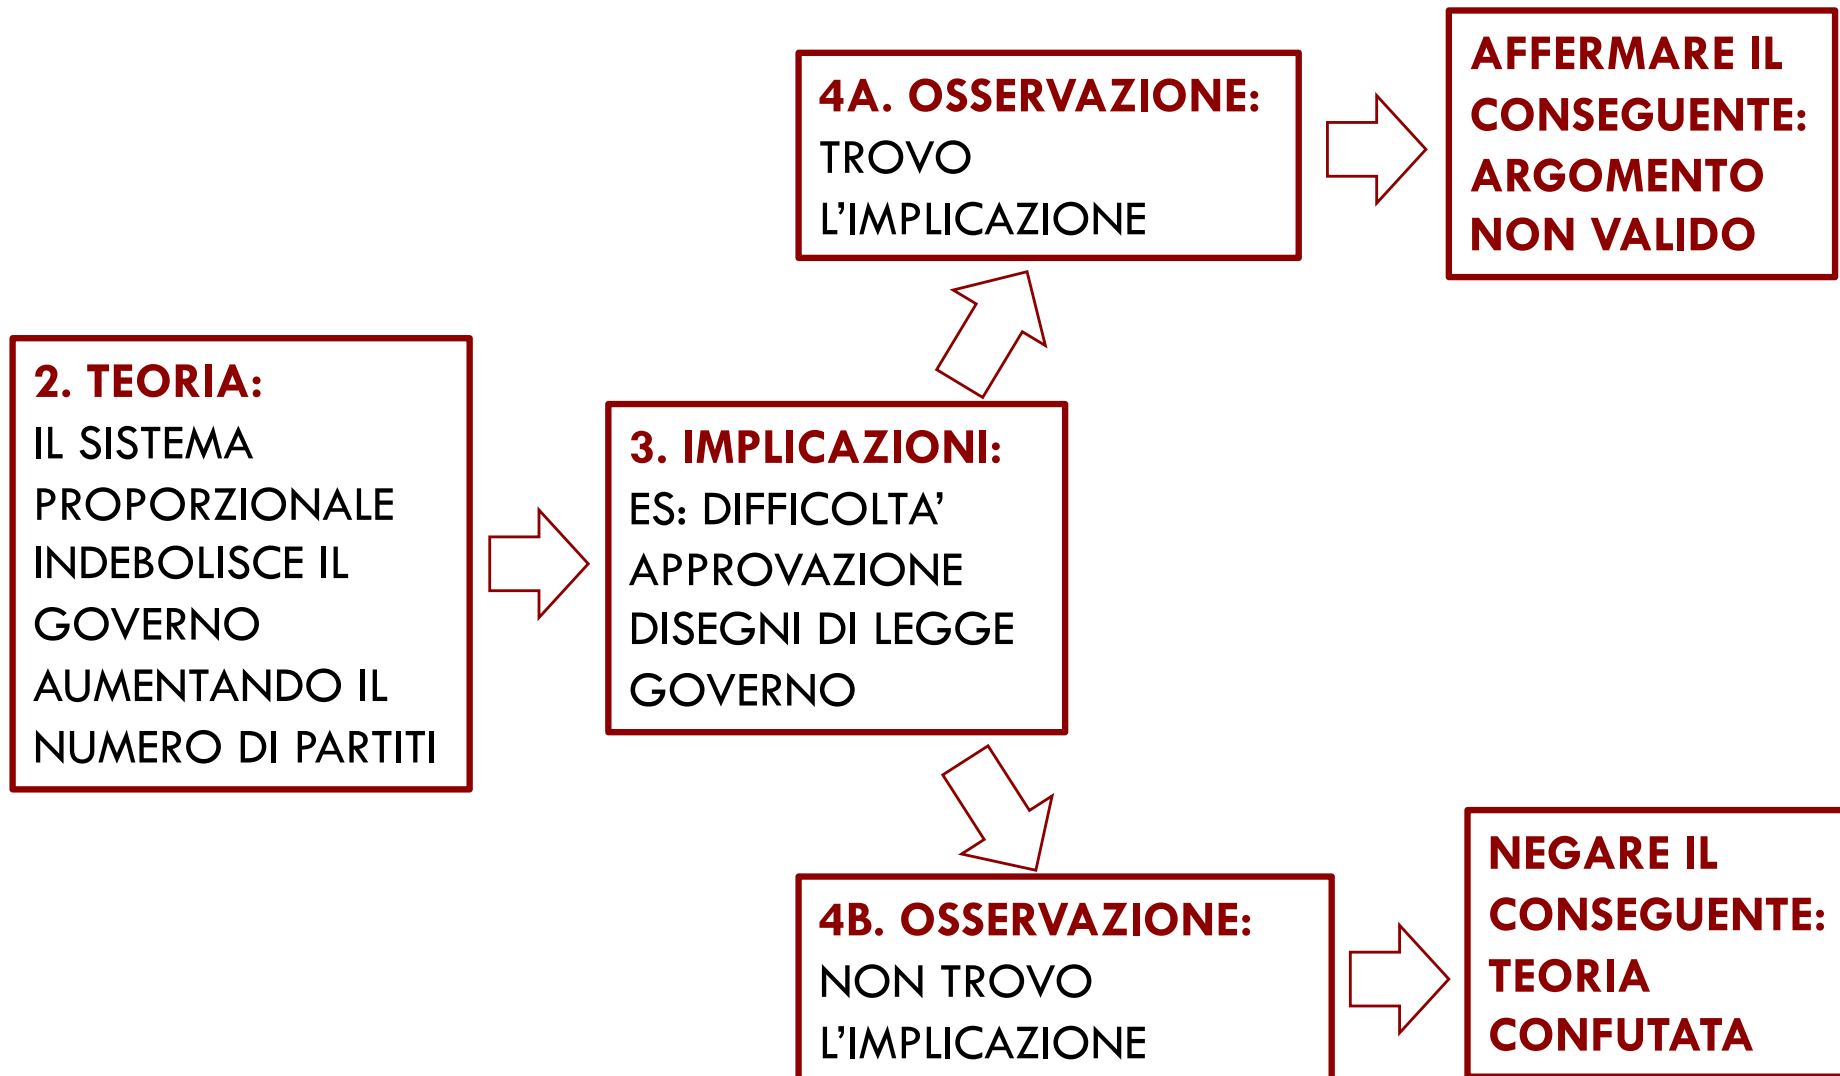 2. TEORIA:
IL SISTEMA
PROPORZIONALE
INDEBOLISCE IL
GOVERNO
AUMENTANDO IL
NUMERO DI PARTITI
3. IMPLICAZIONI:
ES: DIFFICOLTA’
APPROVAZIONE
DISEGNI DI LEGGE
GOVERNO
4A. OSSERVAZIONE:
TROVO
L’IMPLICAZIONE
AFFERMARE IL
CONSEGUENTE:
ARGOMENTO
NON VALIDO
4B. OSSERVAZIONE:
NON TROVO
L’IMPLICAZIONE
NEGARE IL
CONSEGUENTE:
TEORIA
CONFUTATA